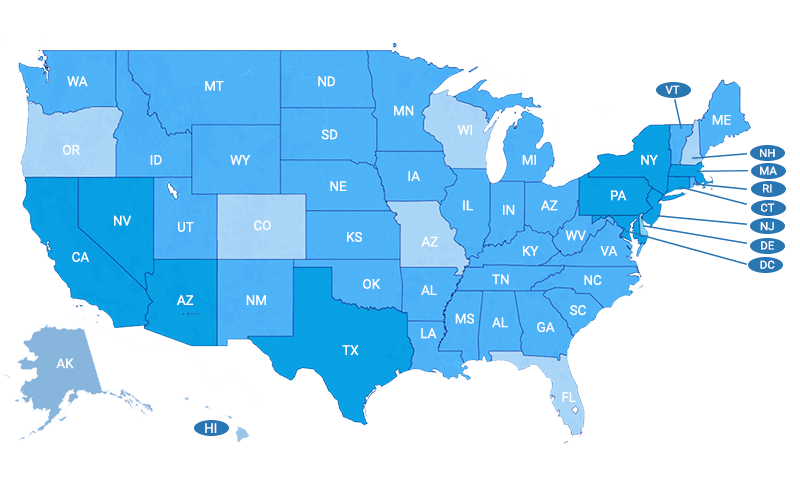 VT
WA
MT
ND
MN
ME
OR
ID
WY
SD
WI
MI
NY
NH
MA
RI
CT
NJ
DE
DC
NV
UT
CO
NE
IA
IL
IN
AZ
PA
CA
KS
AZ
KY
WV
VA
AZ
NM
OK
AL
TN
NC
TX
LA
MS
AL
GA
SC
AK
FL
HI